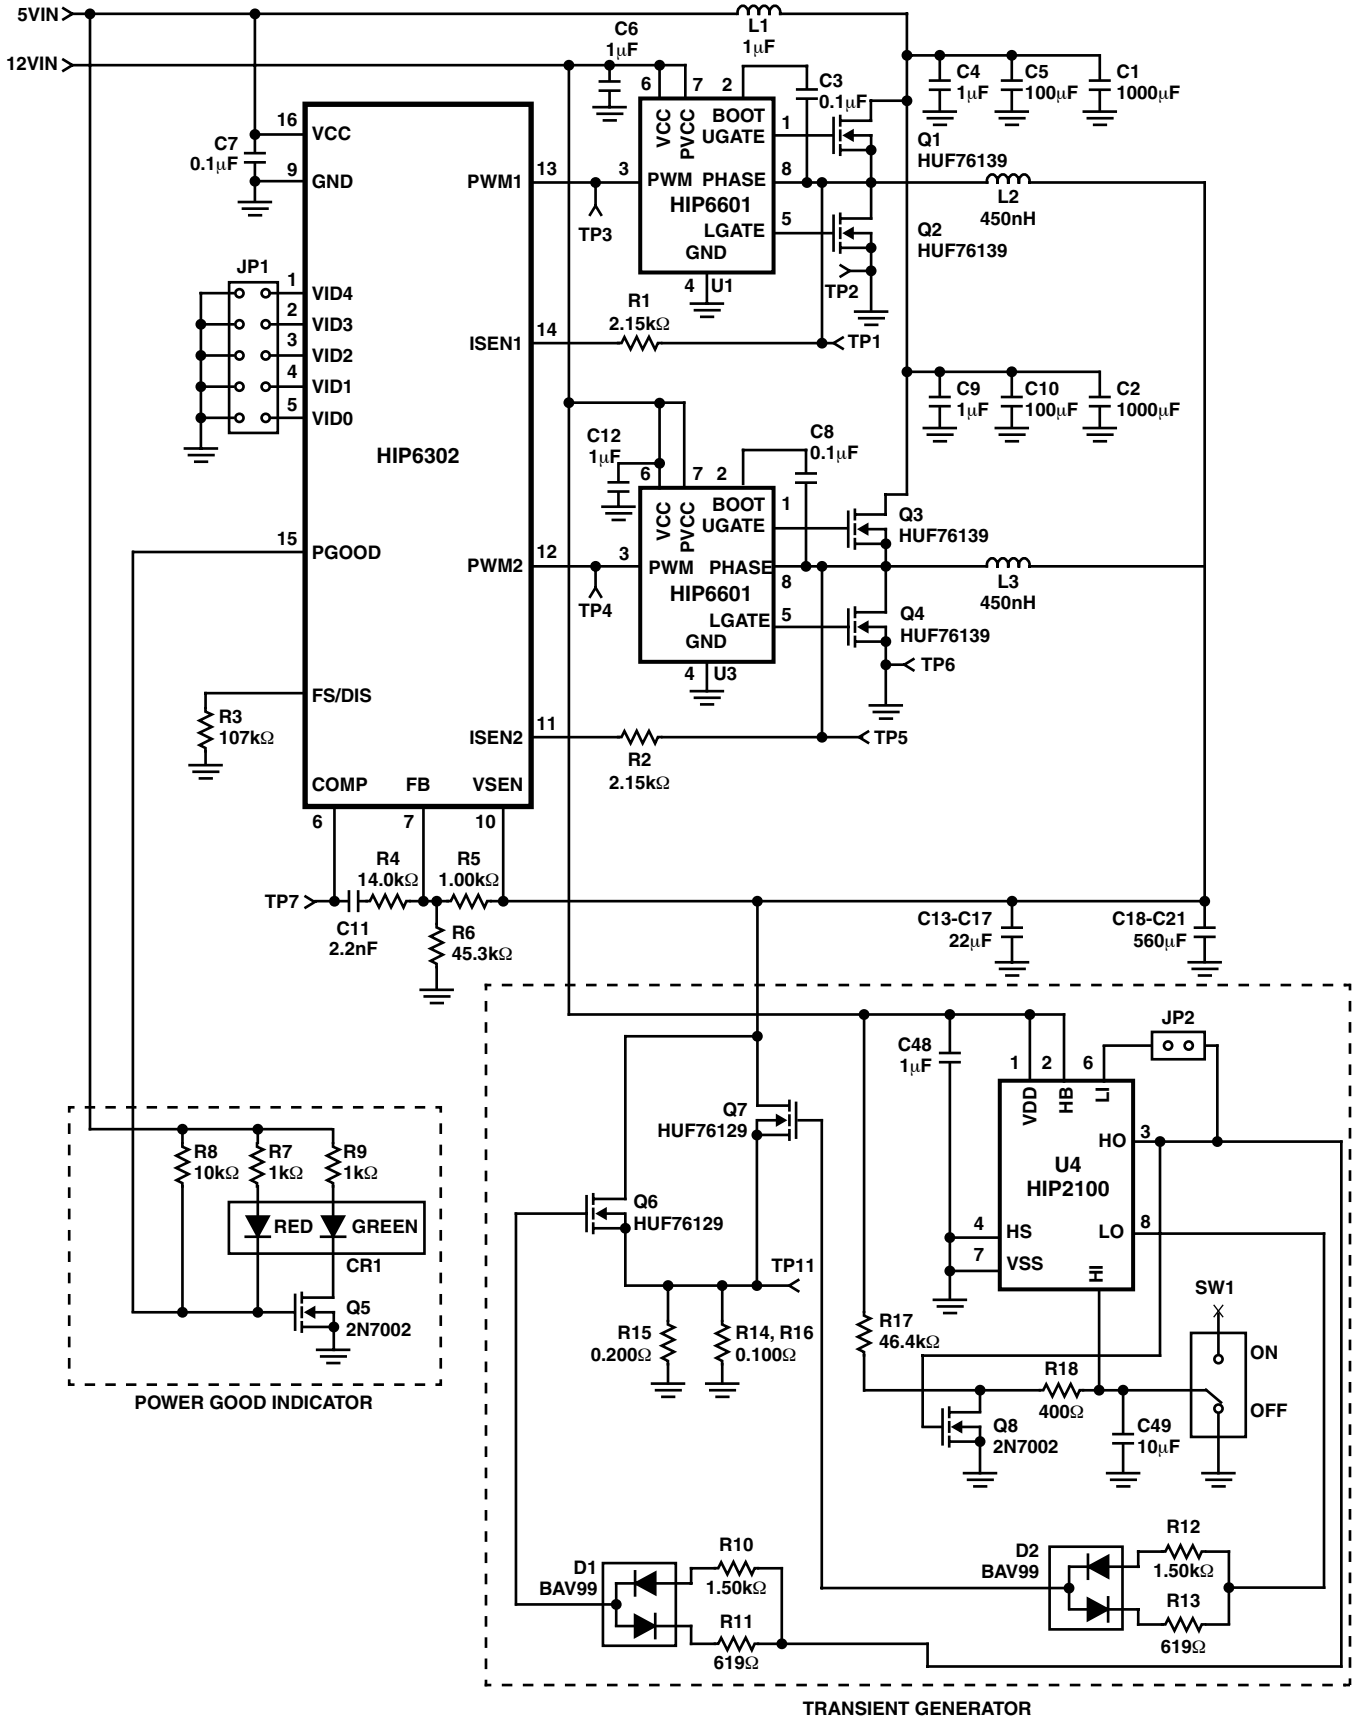 5VIN
12VIN
L1
1μF
C6
1μF
C4
1μF
C5
100μF
C1
1000μF
C3
0.1μF
6
7
2
VCC
PVCC
BOOT
UGATE
1
Q1
HUF76139
16
VCC
C7
0.1μF
9
GND
PWM1
13
TP3
3
PWM
PHASE
8
HIP6601
LGATE
5
GND
4
U1
L2
450nH
Q2
HUF76139
TP2
JP1
1
VID4
2
VID3
3
VID2
4
VID1
5
VID0
HIP6302
ISEN1
14
R1
2.15kΩ
TP1
C9
1μF
C10
100μF
C2
1000μF
C12
1μF
C8
0.1μF
6
7
2
VCC
PVCC
BOOT
UGATE
1
Q3
HUF76139
15
PGOOD
PWM2
12
TP4
3
PWM
PHASE
8
HIP6601
LGATE
5
GND
4
U3
L3
450nH
Q4
HUF76139
TP6
FS/DIS
R3
107kΩ
ISEN2
11
R2
2.15kΩ
TP5
COMP
FB
VSEN
6
7
10
R4
14.0kΩ
R5
1.00kΩ
TP7
C11
2.2nF
R6
45.3kΩ
C13-C17
22μF
C18-C21
560μF
JP2
C48
1μF
1
2
6
VDD
HB
LI
HO
3
U4
HIP2100
4
HS
7
VSS
LO
8
HI
Q7
HUF76129
Q6
HUF76129
TP11
R15
0.200Ω
R14, R16
0.100Ω
R17
46.4kΩ
R18
400Ω
Q8
2N7002
C49
10μF
SW1
ON
OFF
R8
10kΩ
R7
1kΩ
R9
1kΩ
RED
GREEN
CR1
Q5
2N7002
POWER GOOD INDICATOR
D1
BAV99
R10
1.50kΩ
R11
619Ω
D2
BAV99
R12
1.50kΩ
R13
619Ω
TRANSIENT GENERATOR